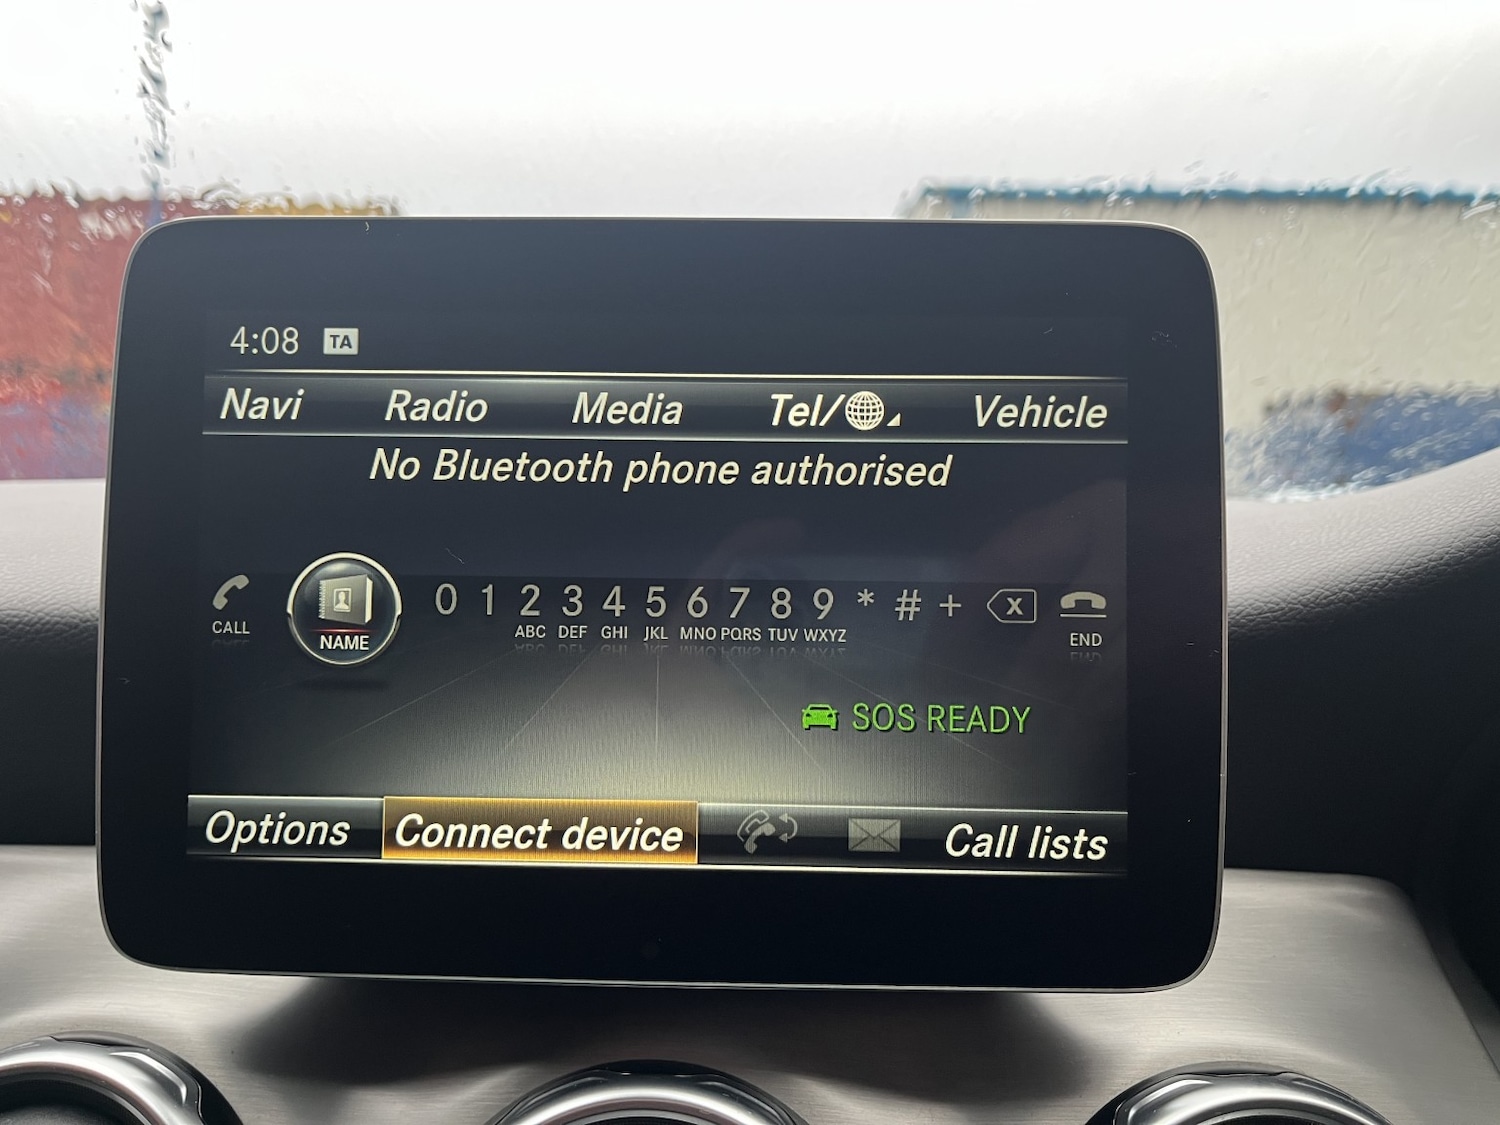 4:08 TA
Navi Radio Media Tel/ Vehicle
No Bluetooth phone authorised
0 1 2 3 4 5 6 7 8 9 * # + X
CALL NAME ABC DEF GHI JKL MNO PQRS TUV WXYZ END
SOS READY
Options Connect device Call lists